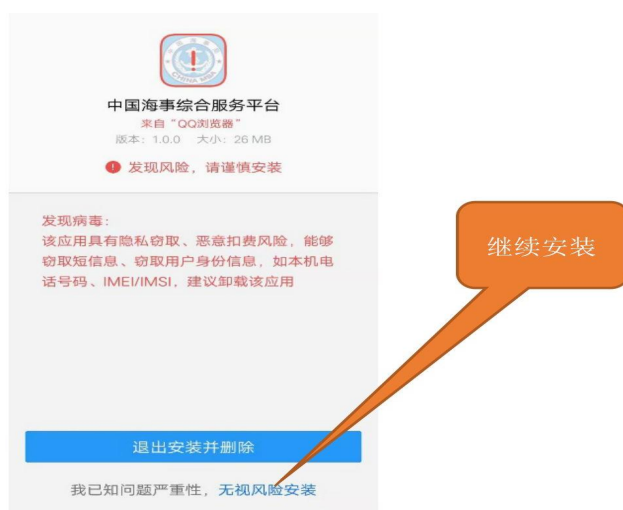 CHINA MSA
中国海事综合服务平台
来自“QQ浏览器”
版本：1.0.0 大小：26 MB
发现风险，请谨慎安装
发现病毒：
该应用具有隐私窃取、恶意扣费风险，能够
窃取短信息、窃取用户身份信息，如本机电
话号码、IMEI/IMSI，建议卸载该应用
继续安装
退出安装并删除
我已知问题严重性，无视风险安装